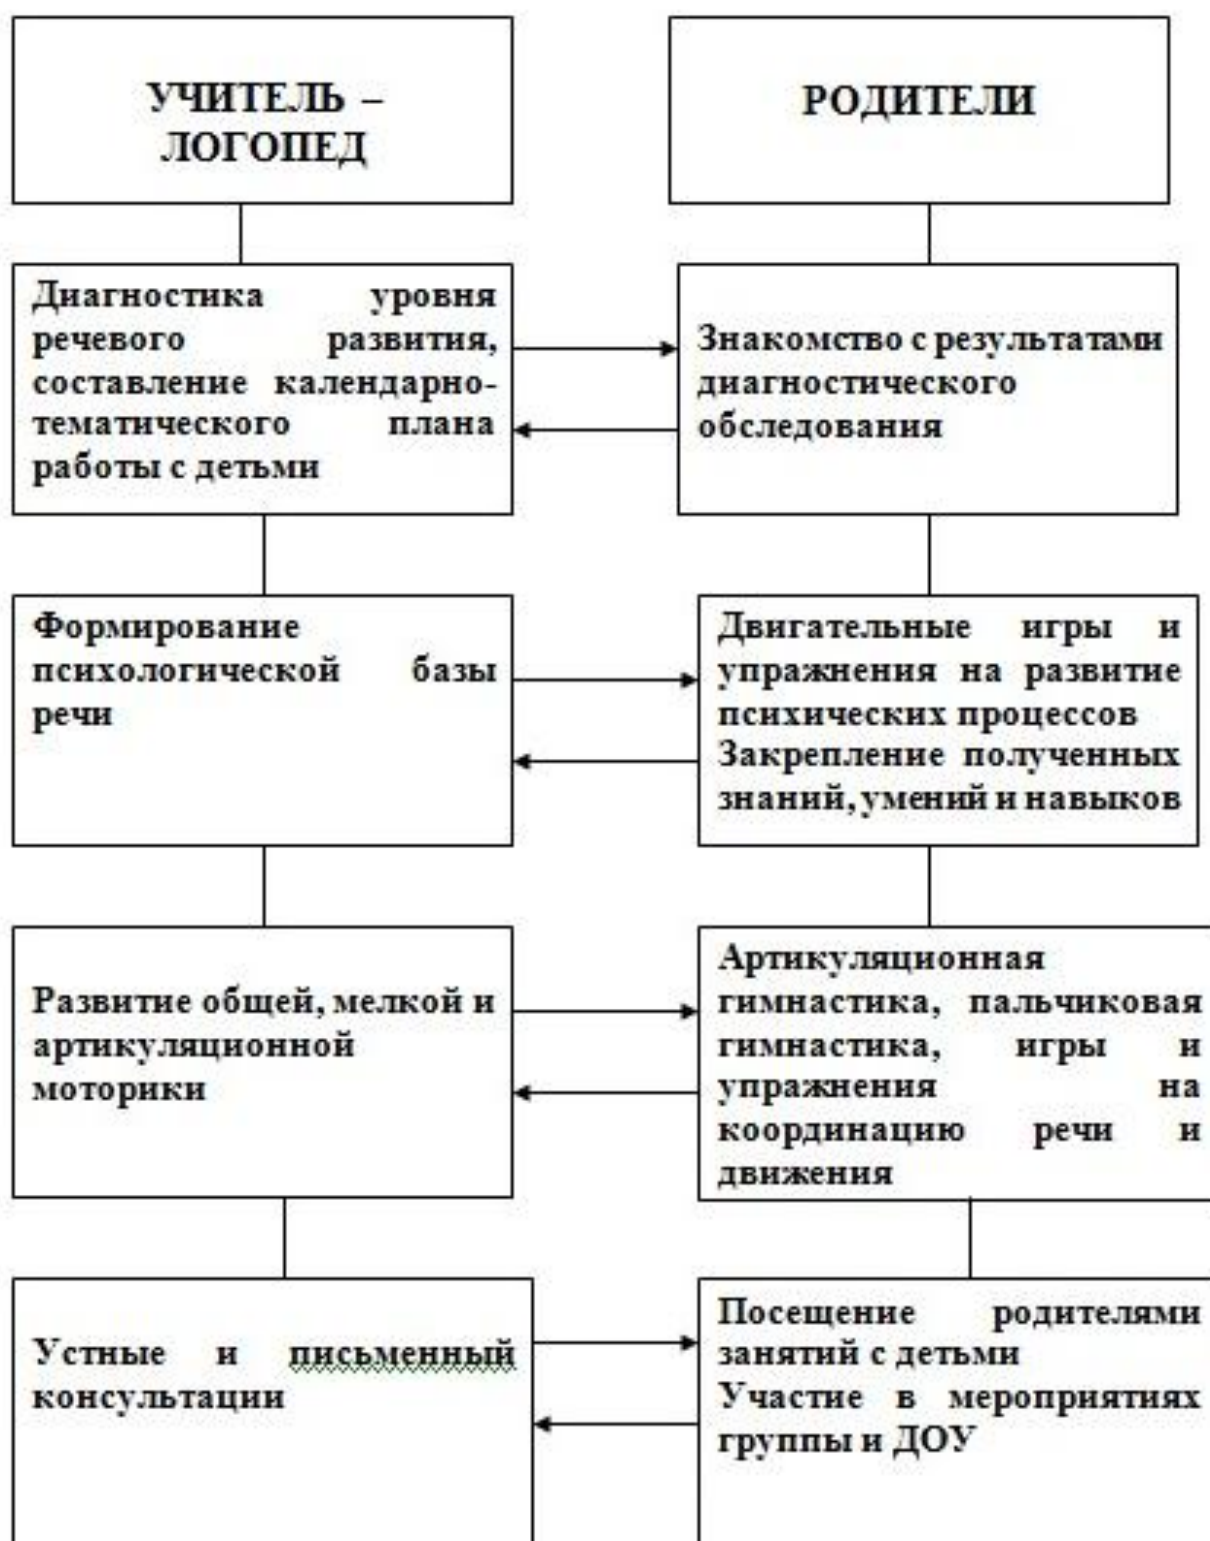 УЧИТЕЛЬ –
ЛОГОПЕД
РОДИТЕЛИ
Диагностика уровня
речевого развития,
составление календарно-
тематического плана
работы с детьми
Знакомство с результатами
диагностического
обследования
Формирование
психологической базы
речи
Двигательные игры и
упражнения на развитие
психических процессов
Закрепление полученных
знаний, умений и навыков
Развитие общей, мелкой и
артикуляционной
моторики
Артикуляционная
гимнастика, пальчиковая
гимнастика, игры и
упражнения на
координацию речи и
движения
Устные и письменный
консультации
Посещение родителями
занятий с детьми
Участие в мероприятиях
группы и ДОУ